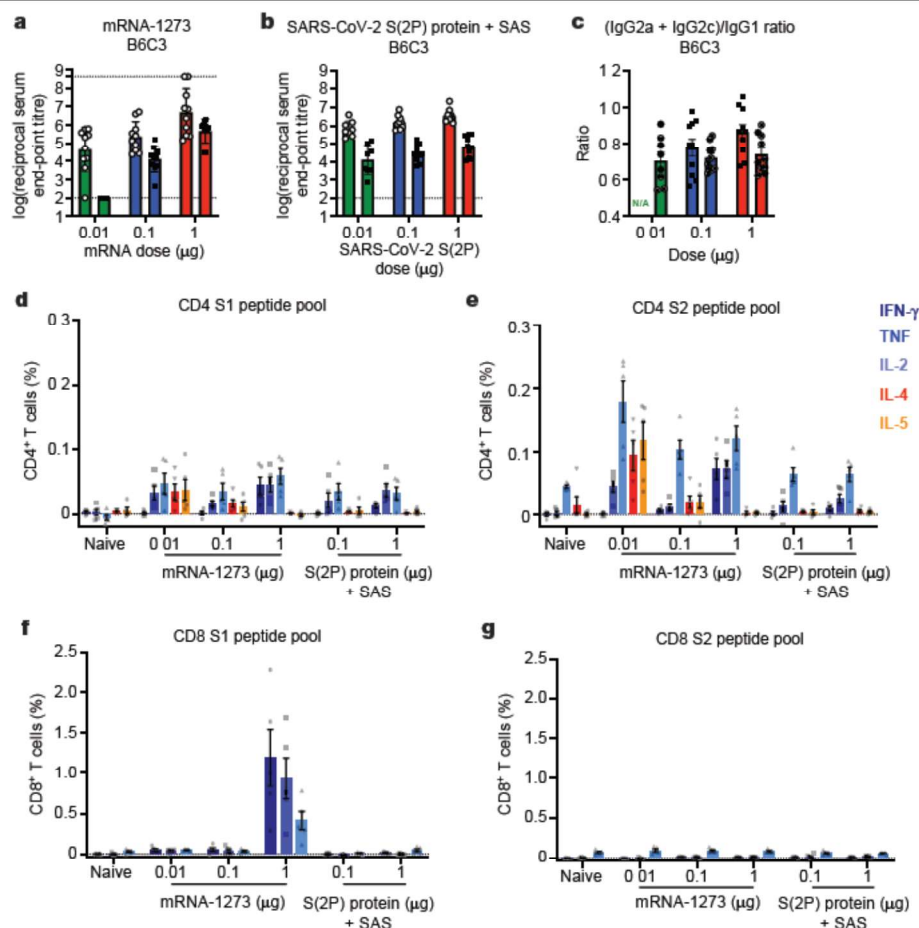 a
mRNA-1273
B6C3
log(reciprocal serum
end-point titre)
9
8
7
6
5
4
3
2
1
0.01
0.1
1
mRNA dose (μg)
b
SARS-CoV-2 S(2P) protein + SAS
B6C3
log(reciprocal serum
end-point titre)
9
8
7
6
5
4
3
2
1
0.01
0.1
1
SARS-CoV-2 S(2P)
dose (μg)
c
(IgG2a + IgG2c)/IgG1 ratio
B6C3
Ratio
1.2
1.0
0.8
0.6
0.4
N/A
0 01
0.1
1
Dose (μg)
d
CD4 S1 peptide pool
CD4+ T cells (%)
0 3
0 2
0.1
0
Naive
0 01
0.1
1
0.1
1
mRNA-1273 (μg)
S(2P) protein (μg)
+ SAS
e
CD4 S2 peptide pool
CD4+ T cells (%)
0.3
0.2
0.1
0
Naive
0.01
0.1
1
0.1
1
mRNA-1273 (μg)
S(2P) protein (μg)
+ SAS
IFN-γ
TNF
IL-2
IL-4
IL-5
f
CD8 S1 peptide pool
CD8+ T cells (%)
2.5
2.0
1.5
1.0
0.5
0
Naive
0.01
0.1
1
0.1
1
mRNA-1273 (μg)
S(2P) protein (μg)
+ SAS
g
CD8 S2 peptide pool
CD8+ T cells (%)
2.5
2.0
1.5
1.0
0.5
0
Naive
0 01
0.1
1
0.1
1
mRNA-1273 (μg)
S(2P) protein (μg)
+ SAS